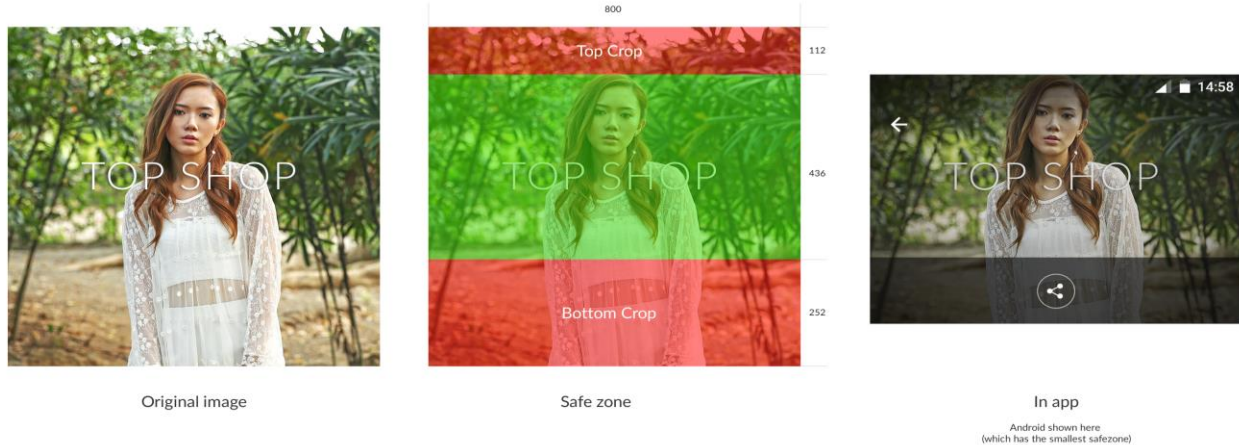 800
TOP SHOP
Original image
Top Crop
112
TOP SHOP
436
Bottom Crop
252
Safe zone
14:58
TOP SHOP
In app
Android shown here
(which has the smallest safezone)